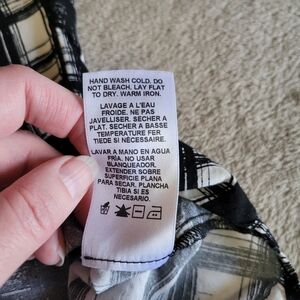 HAND WASH COLD. DO
NOT BLEACH. LAY FLAT
TO DRY. WARM IRON.
LAVAGE A L'EAU
FROIDE. NE PAS
JAVELLISER. SECHER A
PLAT. SECHER A BASSE
TEMPERATURE FER
TIEDE SI NÉCESSAIRE.
LAVAR A MANO EN AGUA
FRÍA. NO USAR
BLANQUEADOR.
EXTENDER SOBRE
SUPERFICIE PLANA
PARA SECAR. PLANCHA
TIBIA SI ES
NECESARIO.